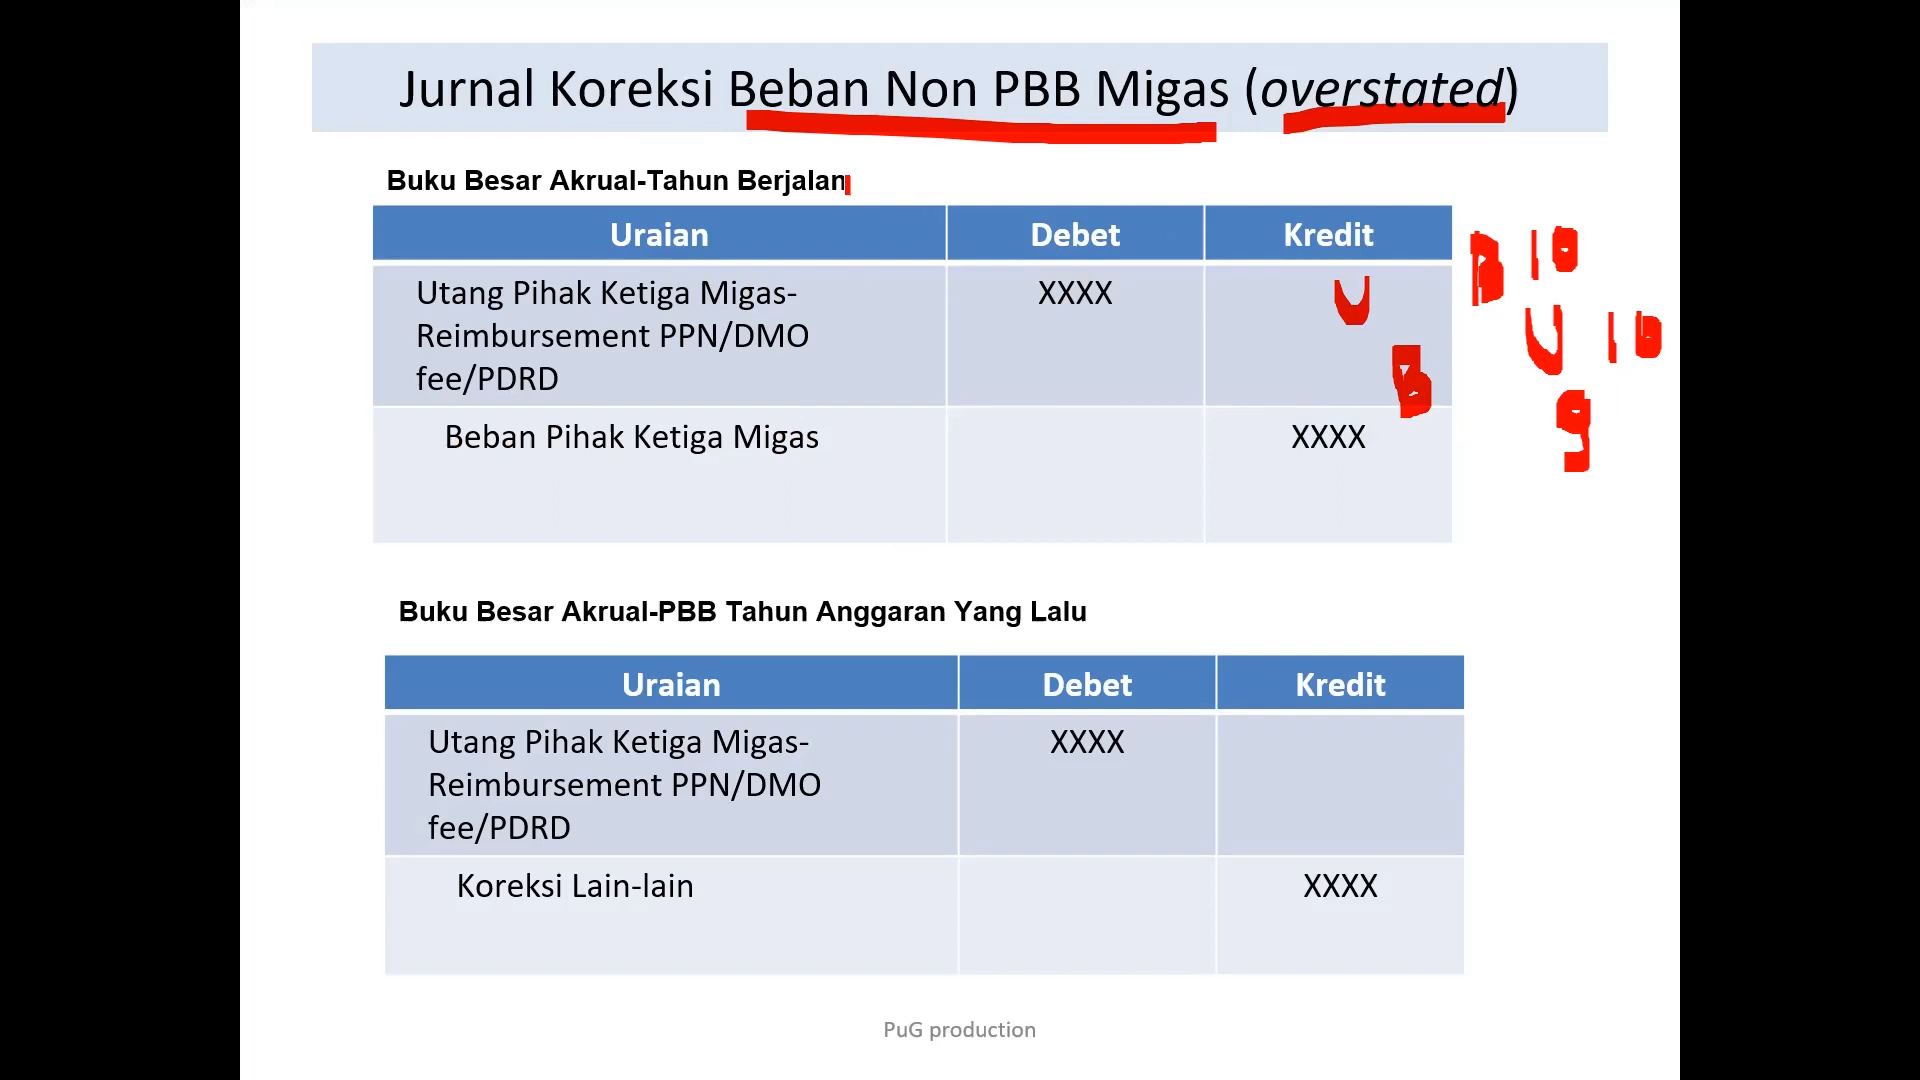 Jurnal Koreksi Beban Non PBB Migas (overstated)
Buku Besar Akrual-Tahun Berjalan
Uraian Debet Kredit
Utang Pihak Ketiga Migas- XXXX U
Reimbursement PPN/DMO
fee/PDRD B
Beban Pihak Ketiga Migas XXXX
B 10
U 10
9
Buku Besar Akrual-PBB Tahun Anggaran Yang Lalu
Uraian Debet Kredit
Utang Pihak Ketiga Migas- XXXX
Reimbursement PPN/DMO
fee/PDRD
Koreksi Lain-lain XXXX
PuG production